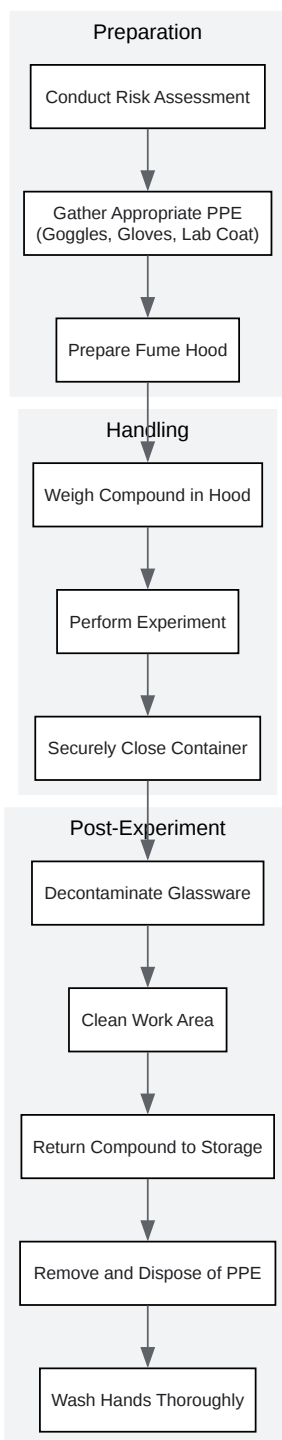 Preparation
Conduct Risk Assessment
Gather Appropriate PPE
(Goggles, Gloves, Lab Coat)
Prepare Fume Hood
Handling
Weigh Compound in Hood
Perform Experiment
Securely Close Container
Post-Experiment
Decontaminate Glassware
Clean Work Area
Return Compound to Storage
Remove and Dispose of PPE
Wash Hands Thoroughly